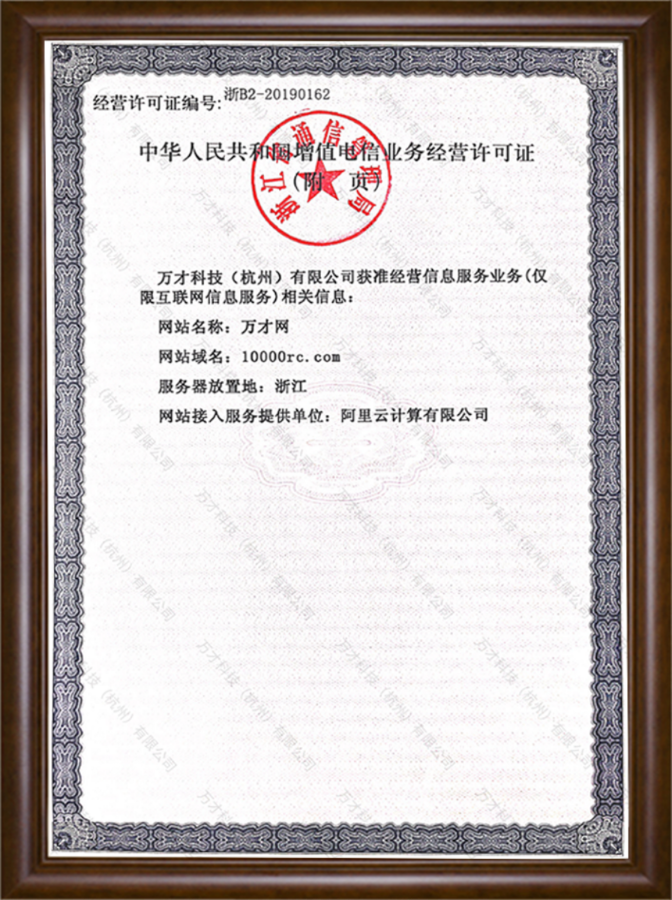 经营许可证编号:浙B2-20190162
中华人民共和国增值电信业务经营许可证
(附 页)
浙江省通信管理局
万才科技（杭州）有限公司获准经营信息服务业务(仅
限互联网信息服务)相关信息：
网站名称：万才网
网站域名：10000rc.com
服务器放置地：浙江
网站接入服务提供单位：阿里云计算有限公司
万才科技（杭州）有限公司